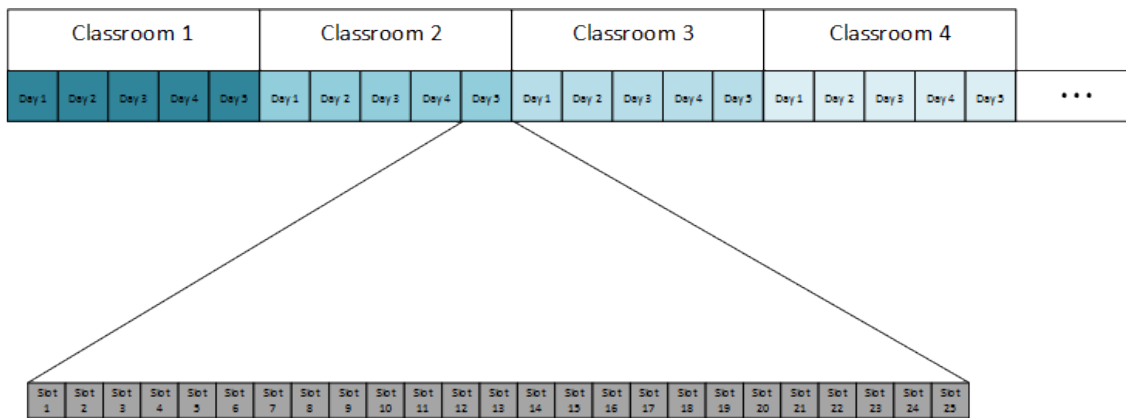 Classroom 1 Classroom 2 Classroom 3 Classroom 4
Day 1 Day 2 Day 3 Day 4 Day 5 Day 1 Day 2 Day 3 Day 4 Day 5 Day 1 Day 2 Day 3 Day 4 Day 5 Day 1 Day 2 Day 3 Day 4 Day 5 ...
Slot Slot Slot Slot Slot Slot Slot Slot Slot Slot Slot Slot Slot Slot Slot Slot Slot Slot Slot Slot Slot Slot Slot Slot Slot
1 2 3 4 5 6 7 8 9 10 11 12 13 14 15 16 17 18 19 20 21 22 23 24 25